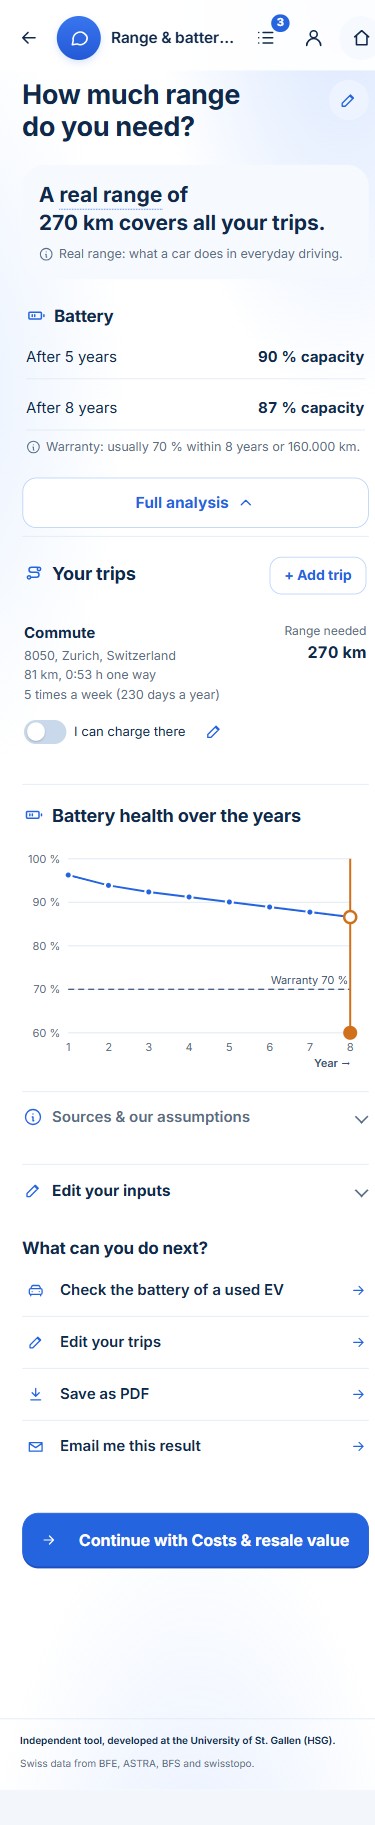 Range & batter...
3
How much range
do you need?
A real range of
270 km covers all your trips.
Real range: what a car does in everyday driving.
Battery
After 5 years 90 % capacity
After 8 years 87 % capacity
Warranty: usually 70 % within 8 years or 160.000 km.
Full analysis
Your trips
+ Add trip
Commute
Range needed
8050, Zurich, Switzerland
270 km
81 km, 0:53 h one way
5 times a week (230 days a year)
I can charge there
Battery health over the years
100 %
90 %
80 %
Warranty 70 %
70 %
60 %
1 2 3 4 5 6 7 8
Year →
Sources & our assumptions
Edit your inputs
What can you do next?
Check the battery of a used EV →
Edit your trips →
Save as PDF →
Email me this result →
→ Continue with Costs & resale value
Independent tool, developed at the University of St. Gallen (HSG).
Swiss data from BFE, ASTRA, BFS and swisstopo.